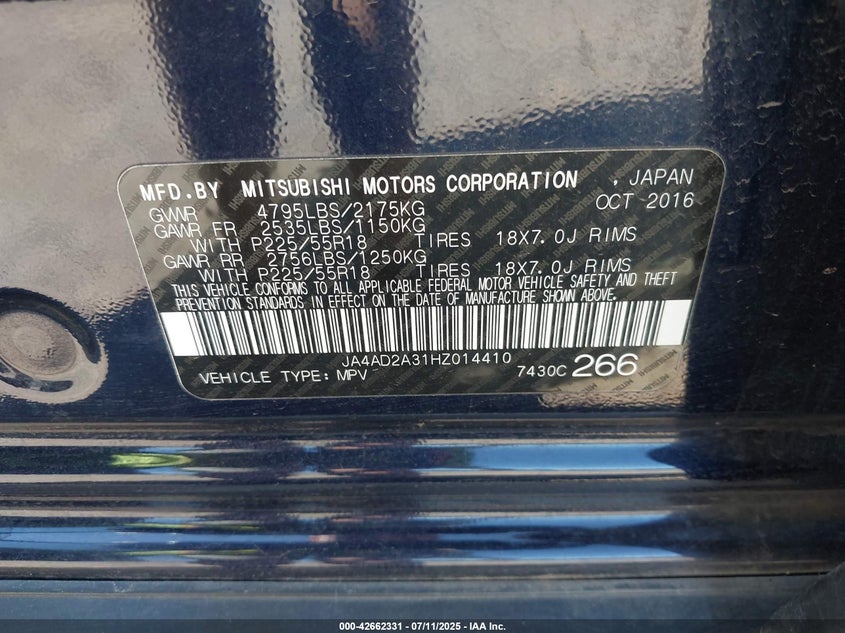 MFD.BY MITSUBISHI MOTORS CORPORATION , JAPAN
GVWR 4795LBS/2175KG OCT 2016
GAWR FR 2535LBS/1150KG
WITH P225/55R18 TIRES 18X7.0J RIMS
GAWR RR 2756LBS/1250KG
WITH P225/55R18 TIRES 18X7.0J RIMS
THIS VEHICLE CONFORMS TO ALL APPLICABLE FEDERAL MOTOR VEHICLE SAFETY AND THEFT
PREVENTION STANDARDS IN EFFECT ON THE DATE OF MANUFACTURE SHOWN ABOVE.
JA4AD2A31HZ014410
VEHICLE TYPE: MPV 7430C 266
000-42662331 - 07/11/2025 - IAA Inc.